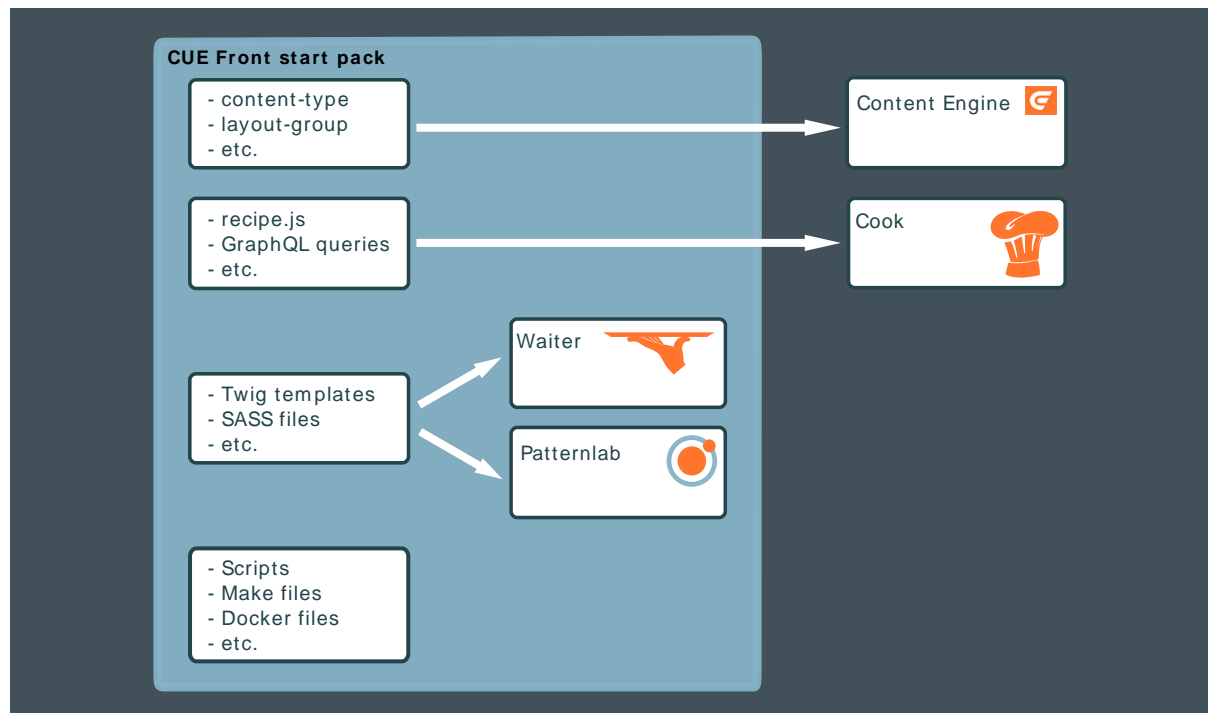 CUE Front start pack
- content-type
- layout-group
- etc.
Content Engine
- recipe.js
- GraphQL queries
- etc.
Cook
- Twig templates
- SASS files
- etc.
Waiter
Patternlab
- Scripts
- Make files
- Docker files
- etc.